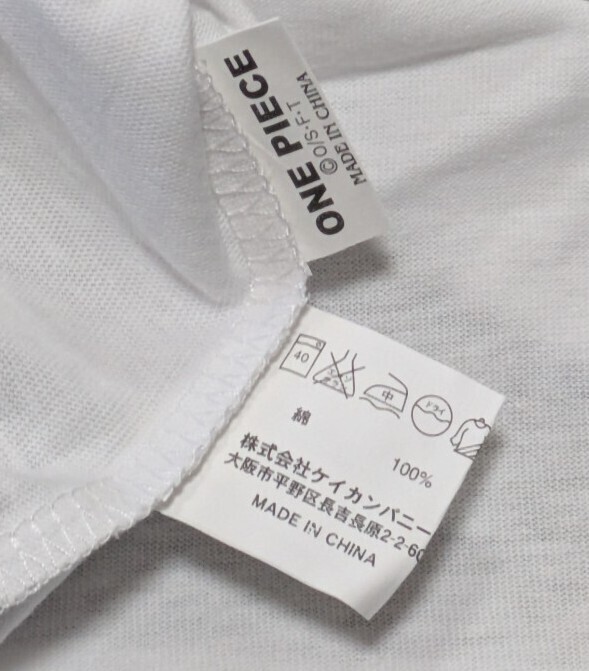 ONE PIECE
©O/S・F・T
MADE IN CHINA
40
中
ドライ
綿 100%
株式会社ケイカンパニー
大阪市平野区長吉長原2-2-60
MADE IN CHINA